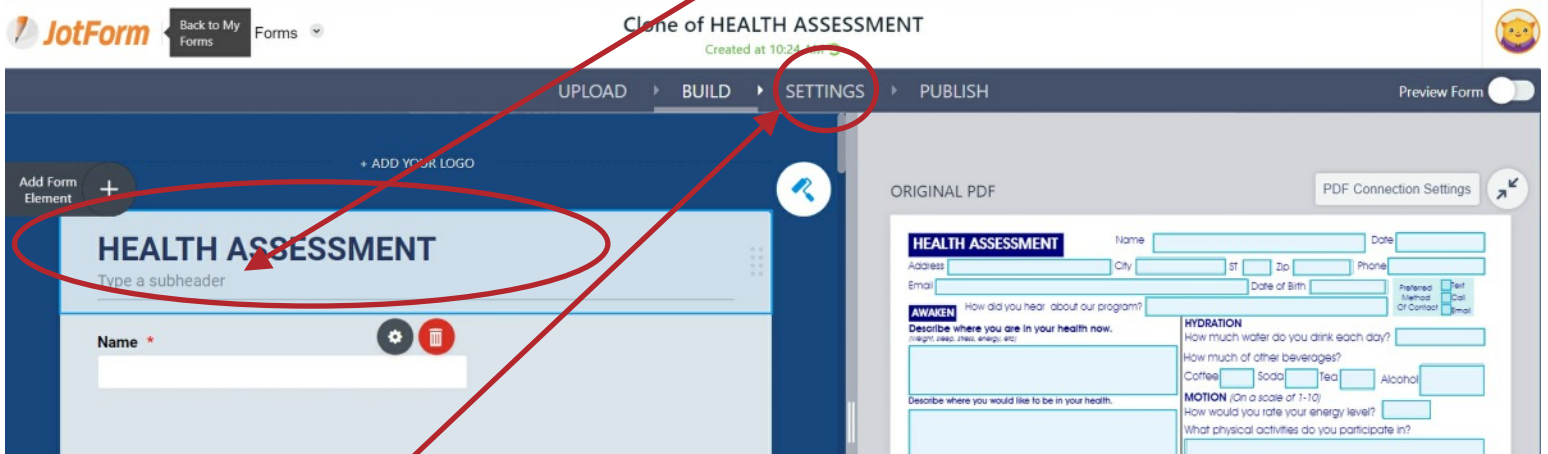 JotForm
Back to My
Forms
Forms
Clone of HEALTH ASSESSMENT
Created at 10:24
UPLOAD
BUILD
SETTINGS
PUBLISH
Preview Form
+ ADD YOUR LOGO
Add Form
Element
HEALTH ASSESSMENT
Type a subheader
Name *
ORIGINAL PDF
PDF Connection Settings
HEALTH ASSESSMENT Name Date
Address City ST Zip Phone
Email Date of Birth
Preferred
Method
Of Contact
Text
Call
Email
AWAKEN How did you hear about our program?
Describe where you are in your health now.
(weight, sleep, stress, energy, etc)
Describe where you would like to be in your health.
HYDRATION
How much water do you drink each day?
How much of other beverages?
Coffee Soda Tea Alcohol
MOTION (On a scale of 1-10)
How would you rate your energy level?
What physical activities do you participate in?